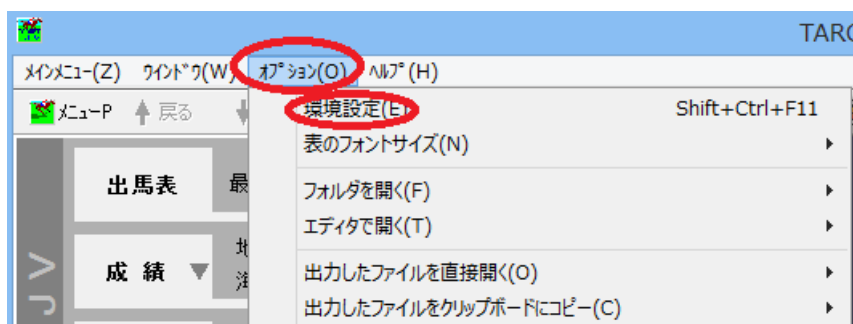 TARG
ﾒｲﾝﾒﾆｭｰ(Z) ｳｲﾝﾄﾞｳ(W) ｵﾌﾟｼｮﾝ(O) ﾍﾙﾌﾟ(H)
ﾒﾆｭｰP 戻る
環境設定(E) Shift+Ctrl+F11
表のフォントサイズ(N)
出馬表 最
フォルダを開く(F)
エディタで開く(T)
成 績 地
出力したファイルを直接開く(O)
出力したファイルをクリップボードにコピー(C)
JV